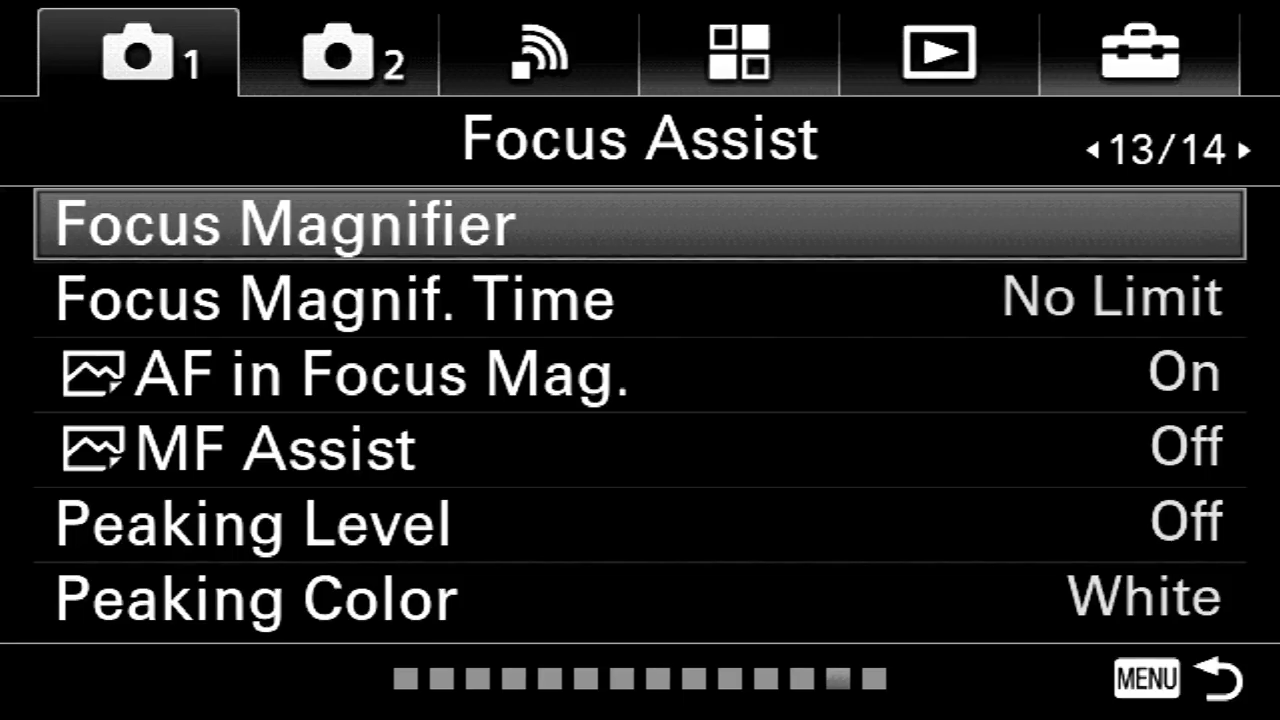 1 2
Focus Assist 13/14
Focus Magnifier
Focus Magnif. Time No Limit
AF in Focus Mag. On
MF Assist Off
Peaking Level Off
Peaking Color White
MENU